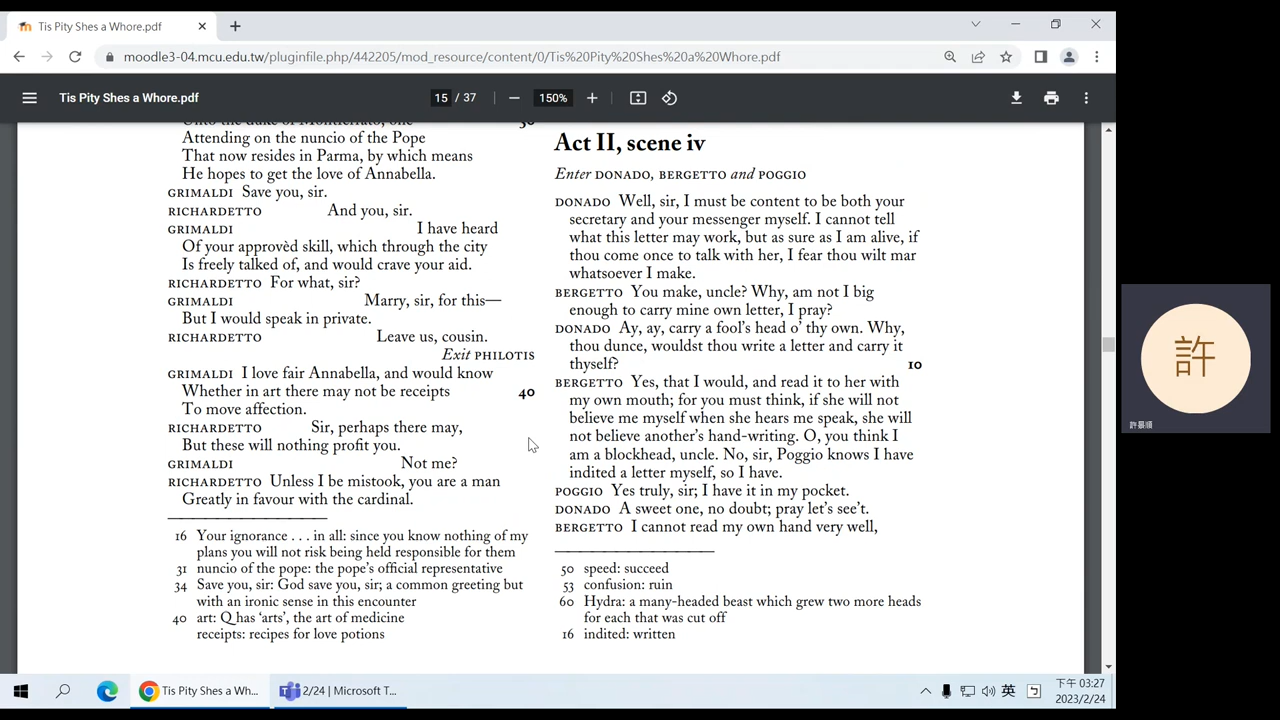 Tis Pity Shes a Whore.pdf
moodle3-04.mcu.edu.tw/pluginfile.php/442205/mod_resource/content/0/Tis%20Pity%20Shes%20a%20Whore.pdf
Tis Pity Shes a Whore.pdf
15 / 37
150%
Attending on the nuncio of the Pope
That now resides in Parma, by which means
He hopes to get the love of Annabella.
GRIMALDI Save you, sir.
RICHARDETTO And you, sir.
GRIMALDI I have heard
Of your approvèd skill, which through the city
Is freely talked of, and would crave your aid.
RICHARDETTO For what, sir?
GRIMALDI Marry, sir, for this—
But I would speak in private.
RICHARDETTO Leave us, cousin.
Exit PHILOTIS
GRIMALDI I love fair Annabella, and would know
Whether in art there may not be receipts 40
To move affection.
RICHARDETTO Sir, perhaps there may,
But these will nothing profit you.
GRIMALDI Not me?
RICHARDETTO Unless I be mistook, you are a man
Greatly in favour with the cardinal.
16 Your ignorance . . . in all: since you know nothing of my
plans you will not risk being held responsible for them
31 nuncio of the pope: the pope's official representative
34 Save you, sir: God save you, sir; a common greeting but
with an ironic sense in this encounter
40 art: Q has 'arts', the art of medicine
receipts: recipes for love potions
Act II, scene iv
Enter DONADO, BERGETTO and POGGIO
DONADO Well, sir, I must be content to be both your
secretary and your messenger myself. I cannot tell
what this letter may work, but as sure as I am alive, if
thou come once to talk with her, I fear thou wilt mar
whatsoever I make.
BERGETTO You make, uncle? Why, am not I big
enough to carry mine own letter, I pray?
DONADO Ay, ay, carry a fool's head o' thy own. Why,
thou dunce, wouldst thou write a letter and carry it
thyself? 10
BERGETTO Yes, that I would, and read it to her with
my own mouth; for you must think, if she will not
believe me myself when she hears me speak, she will
not believe another's hand-writing. O, you think I
am a blockhead, uncle. No, sir, Poggio knows I have
indited a letter myself, so I have.
POGGIO Yes truly, sir; I have it in my pocket.
DONADO A sweet one, no doubt; pray let's see't.
BERGETTO I cannot read my own hand very well,
50 speed: succeed
53 confusion: ruin
60 Hydra: a many-headed beast which grew two more heads
for each that was cut off
16 indited: written
許
許景順
Tis Pity Shes a Wh...
2/24 | Microsoft T...
英
下午 03:27
2023/2/24